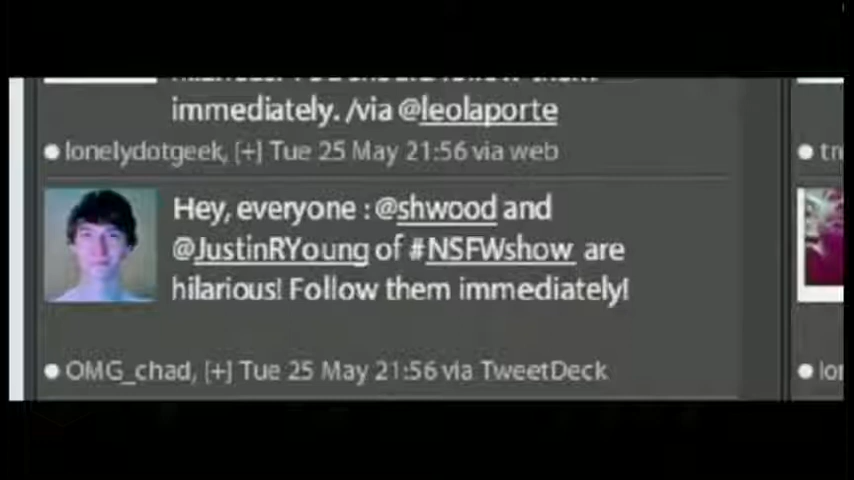 immediately. /via @leolaporte
lonelydotgeek, [+] Tue 25 May 21:56 via web
Hey, everyone : @shwood and
@JustinRYoung of #NSFWshow are
hilarious! Follow them immediately!
OMG_chad, [+] Tue 25 May 21:56 via TweetDeck